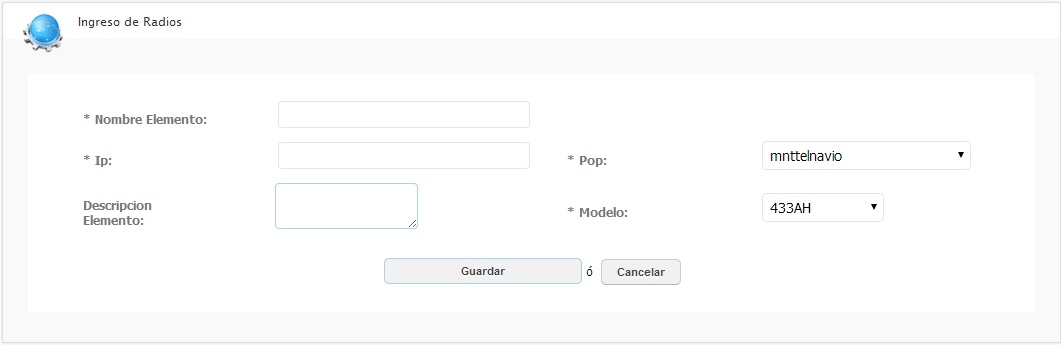 Ingreso de Radios
* Nombre Elemento:
* Ip:
* Pop:
mnttelnavio
Descripcion
Elemento:
* Modelo:
433AH
Guardar ó Cancelar